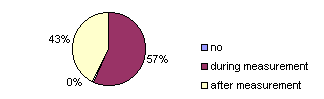 43%
57%
0%
no
during measurement
after measurement